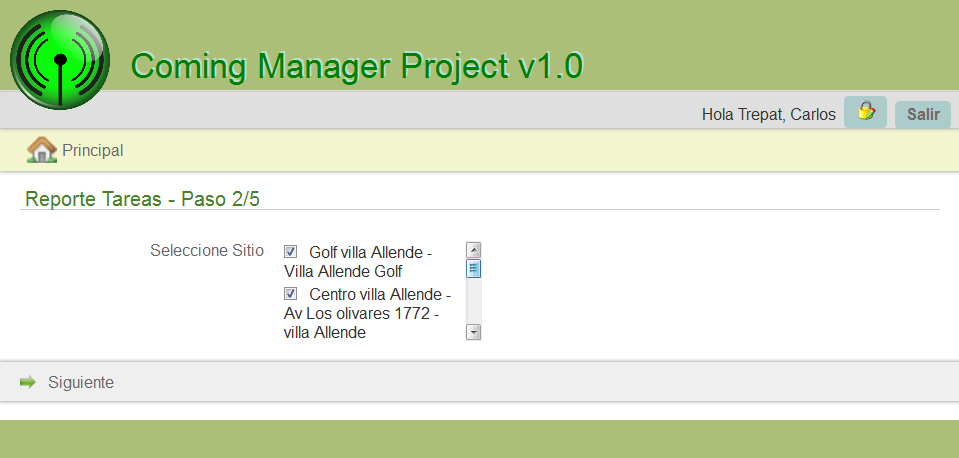 Coming Manager Project v1.0
Hola Trepat, Carlos
Salir
Principal
Reporte Tareas - Paso 2/5
Seleccione Sitio
Golf villa Allende -
Villa Allende Golf
Centro villa Allende -
Av Los olivares 1772 -
villa Allende
Siguiente